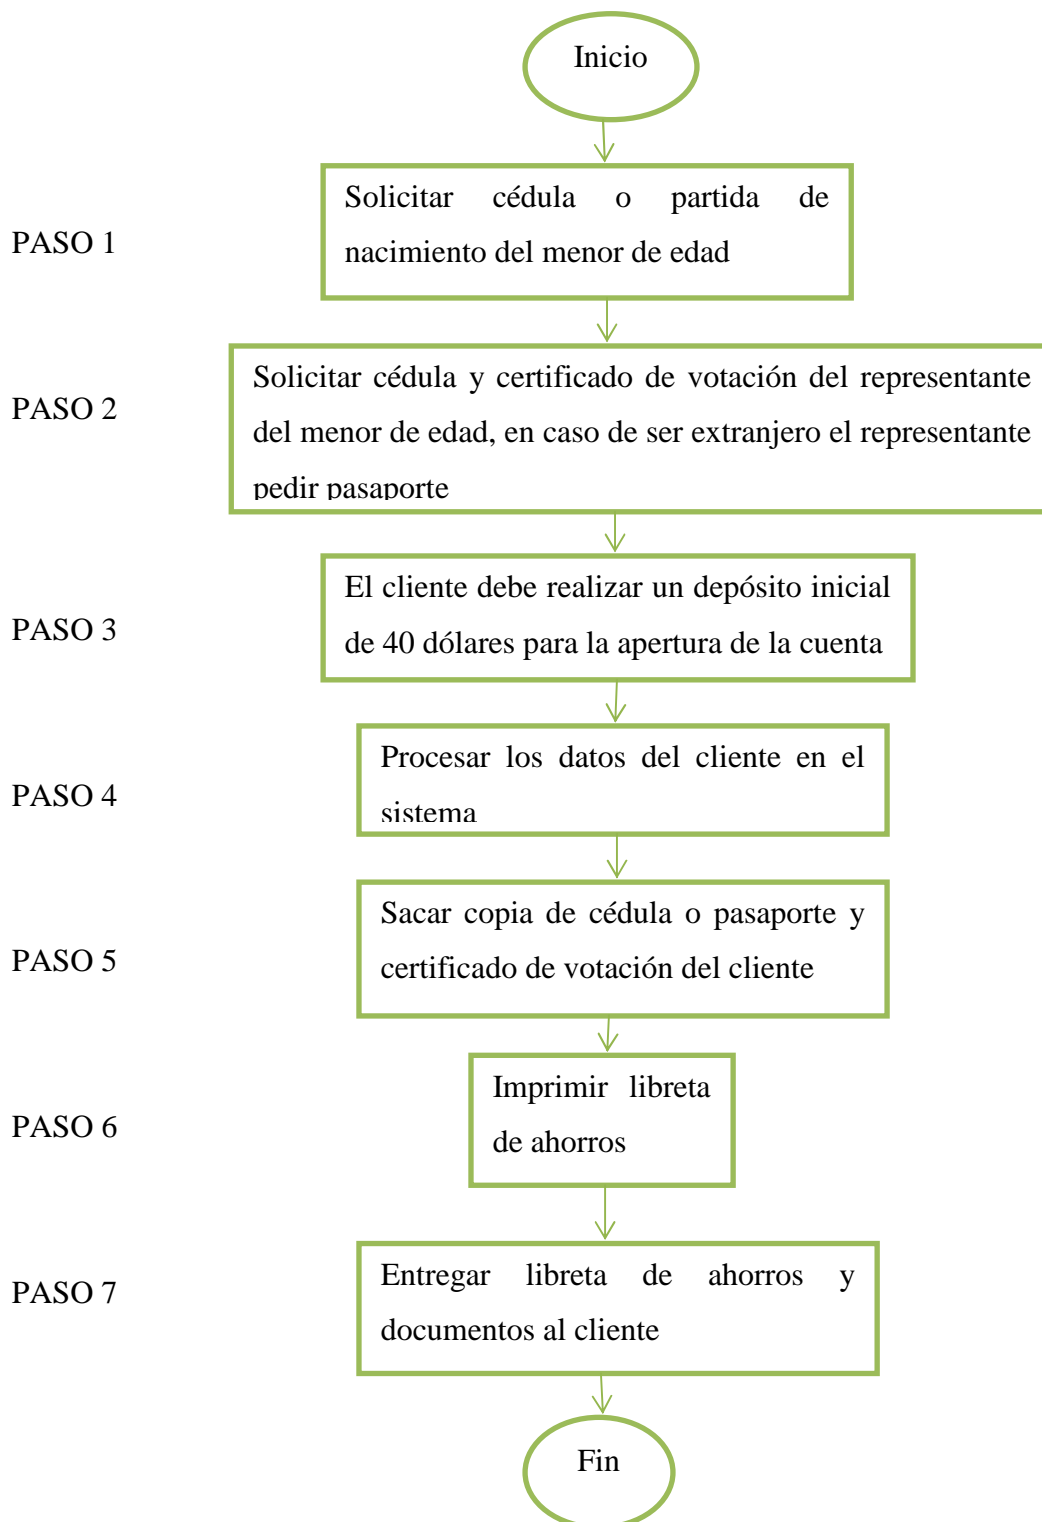 Inicio
PASO 1
Solicitar cédula o partida de
nacimiento del menor de edad
PASO 2
Solicitar cédula y certificado de votación del representante
del menor de edad, en caso de ser extranjero el representante
pedir pasaporte
PASO 3
El cliente debe realizar un depósito inicial
de 40 dólares para la apertura de la cuenta
PASO 4
Procesar los datos del cliente en el
sistema
PASO 5
Sacar copia de cédula o pasaporte y
certificado de votación del cliente
PASO 6
Imprimir libreta
de ahorros
PASO 7
Entregar libreta de ahorros y
documentos al cliente
Fin